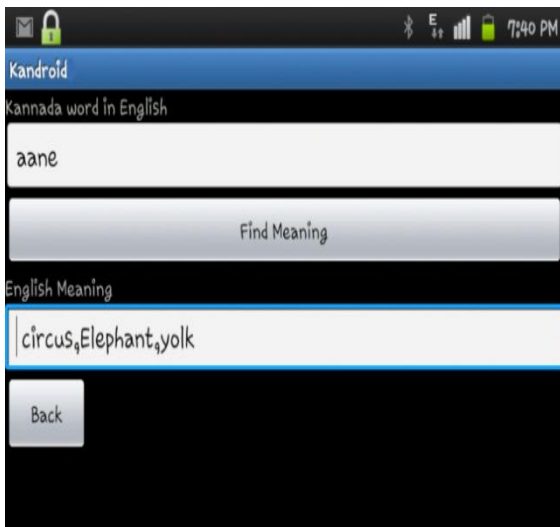 E 7:40 PM
Kandroid
Kannada word in English
aane
Find Meaning
English Meaning
circus,Elephant,yolk
Back